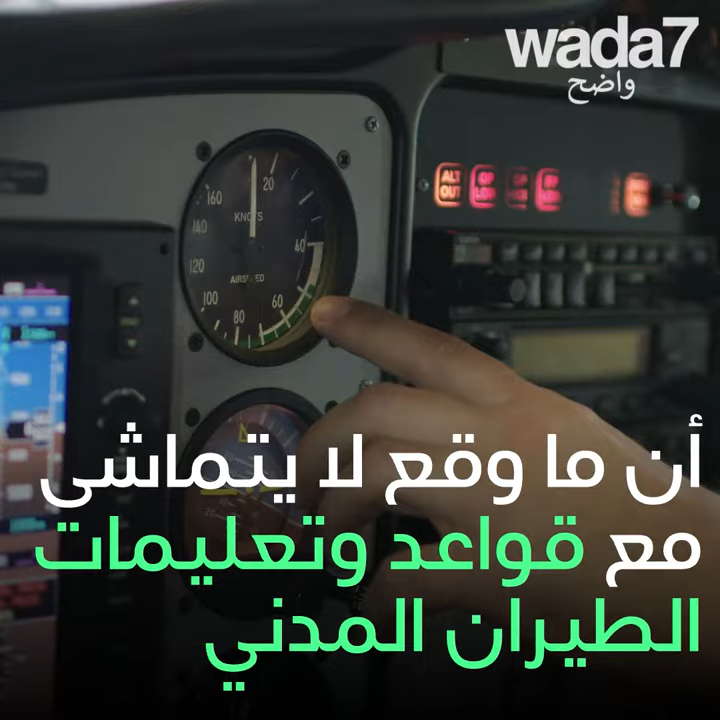 wada7
واضح
ALT
OUT
160
20
KNOTS
140
40
120
AIRSPEED
100
60
80
أن ما وقع لا يتماشى
مع قواعد وتعليمات
الطيران المدني